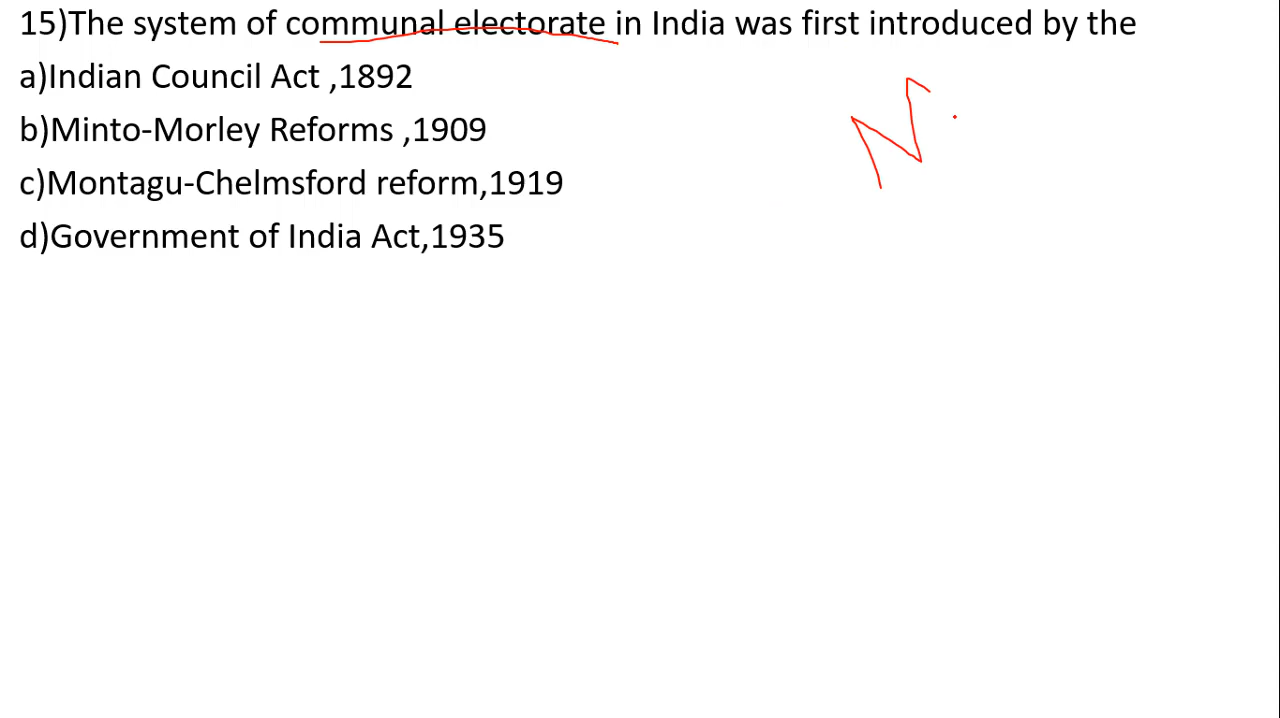 15)The system of communal electorate in India was first introduced by the
a)Indian Council Act ,1892
b)Minto-Morley Reforms ,1909
c)Montagu-Chelmsford reform,1919
d)Government of India Act,1935